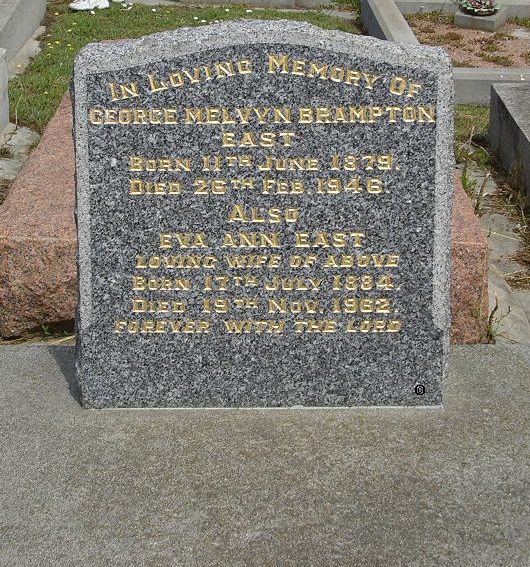 In Loving Memory Of
George Melvyn Brampton
East
Born 11th June 1879.
Died 26th Feb. 1946.
Also
Eva Ann East
Loving wife of above
Born 17th July 1884.
Died 19th Nov. 1962.
Forever with the Lord